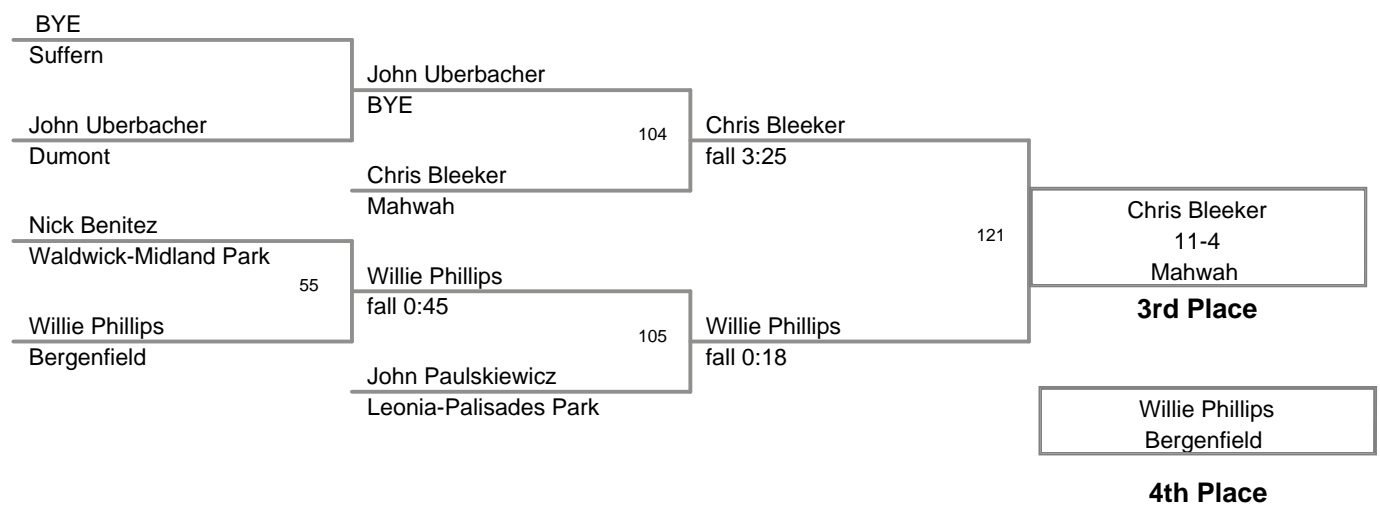 BYE
Suffern
John Uberbacher
Dumont
Nick Benitez
Waldwick-Midland Park
55
Willie Phillips
Bergenfield
John Uberbacher
BYE
104
Chris Bleeker
Mahwah
Willie Phillips
fall 0:45
105
John Paulskiewicz
Leonia-Palisades Park
Chris Bleeker
fall 3:25
121
Willie Phillips
fall 0:18
Chris Bleeker
11-4
Mahwah
3rd Place
Willie Phillips
Bergenfield
4th Place